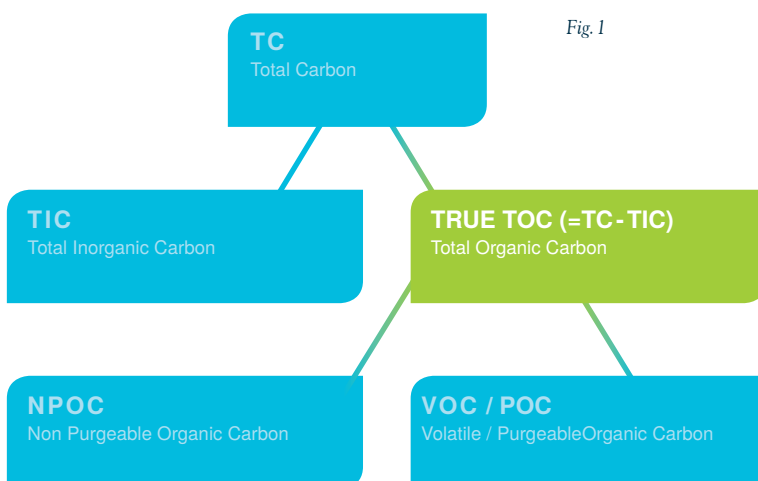 Fig. 1
TC
Total Carbon
TIC
Total Inorganic Carbon
TRUE TOC (=TC-TIC)
Total Organic Carbon
NPOC
Non Purgeable Organic Carbon
VOC / POC
Volatile / PurgeableOrganic Carbon